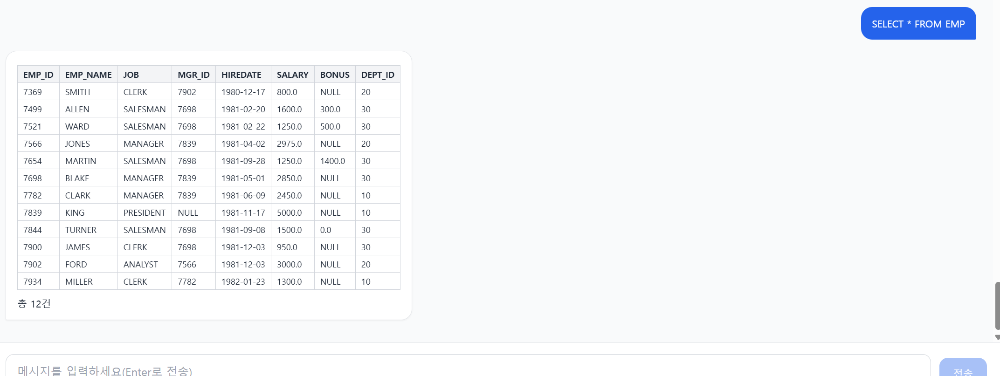 SELECT * FROM EMP
EMP_ID EMP_NAME JOB MGR_ID HIREDATE SALARY BONUS DEPT_ID
7369 SMITH CLERK 7902 1980-12-17 800.0 NULL 20
7499 ALLEN SALESMAN 7698 1981-02-20 1600.0 300.0 30
7521 WARD SALESMAN 7698 1981-02-22 1250.0 500.0 30
7566 JONES MANAGER 7839 1981-04-02 2975.0 NULL 20
7654 MARTIN SALESMAN 7698 1981-09-28 1250.0 1400.0 30
7698 BLAKE MANAGER 7839 1981-05-01 2850.0 NULL 30
7782 CLARK MANAGER 7839 1981-06-09 2450.0 NULL 10
7839 KING PRESIDENT NULL 1981-11-17 5000.0 NULL 10
7844 TURNER SALESMAN 7698 1981-09-08 1500.0 0.0 30
7900 JAMES CLERK 7698 1981-12-03 950.0 NULL 30
7902 FORD ANALYST 7566 1981-12-03 3000.0 NULL 20
7934 MILLER CLERK 7782 1982-01-23 1300.0 NULL 10
총 12건
메시지를 입력하세요(Enter로 전송)
전송